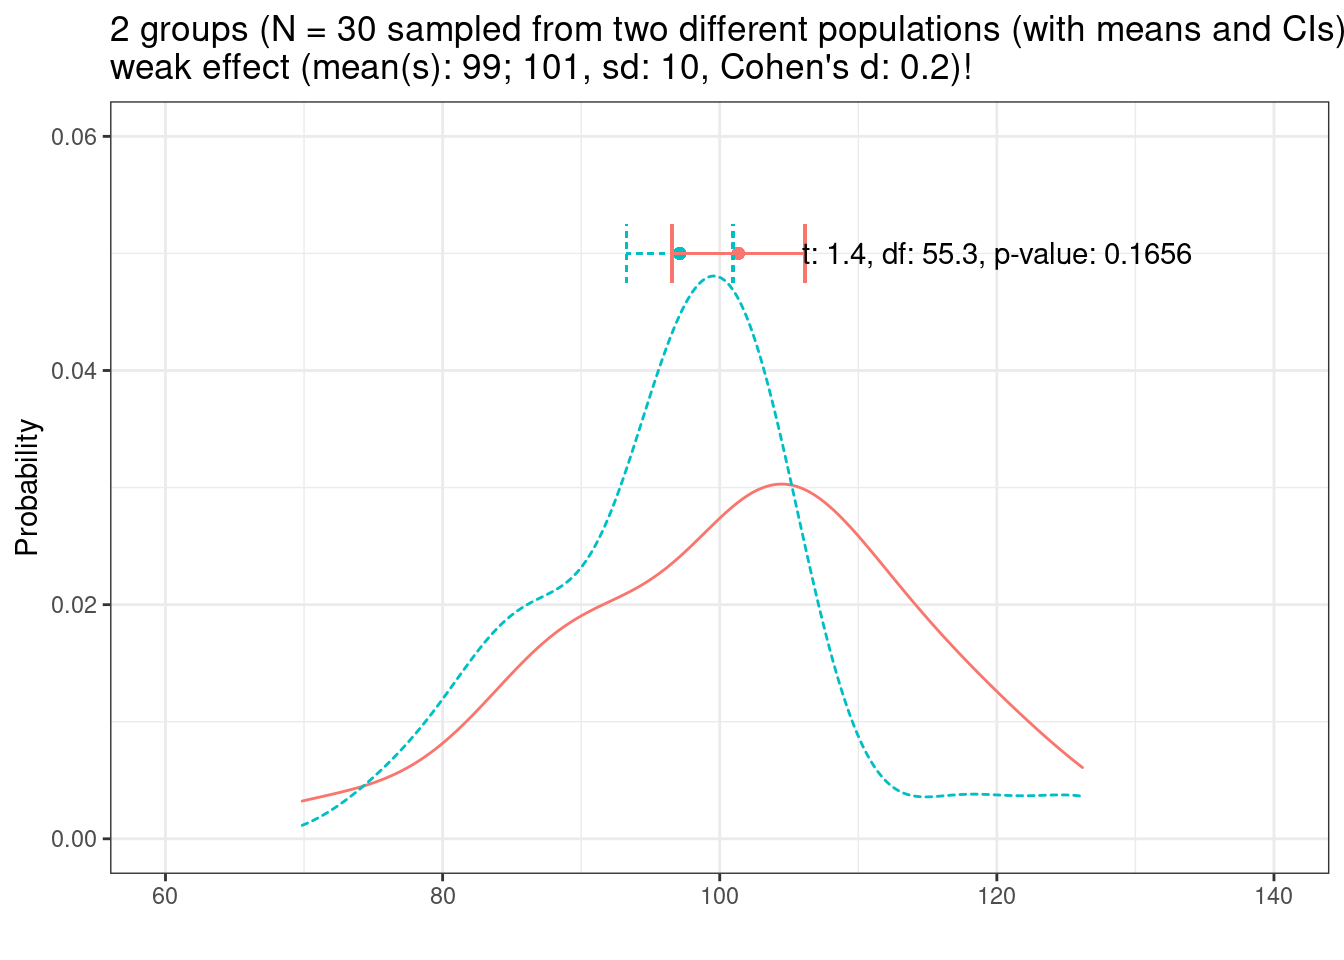 2 groups (N = 30 sampled from two different populations (with means and CIs)
weak effect (mean(s): 99; 101, sd: 10, Cohen's d: 0.2)!
0.06
t: 1.4, df: 55.3, p-value: 0.1656
0.04
Probability
0.02
0.00
60 80 100 120 140